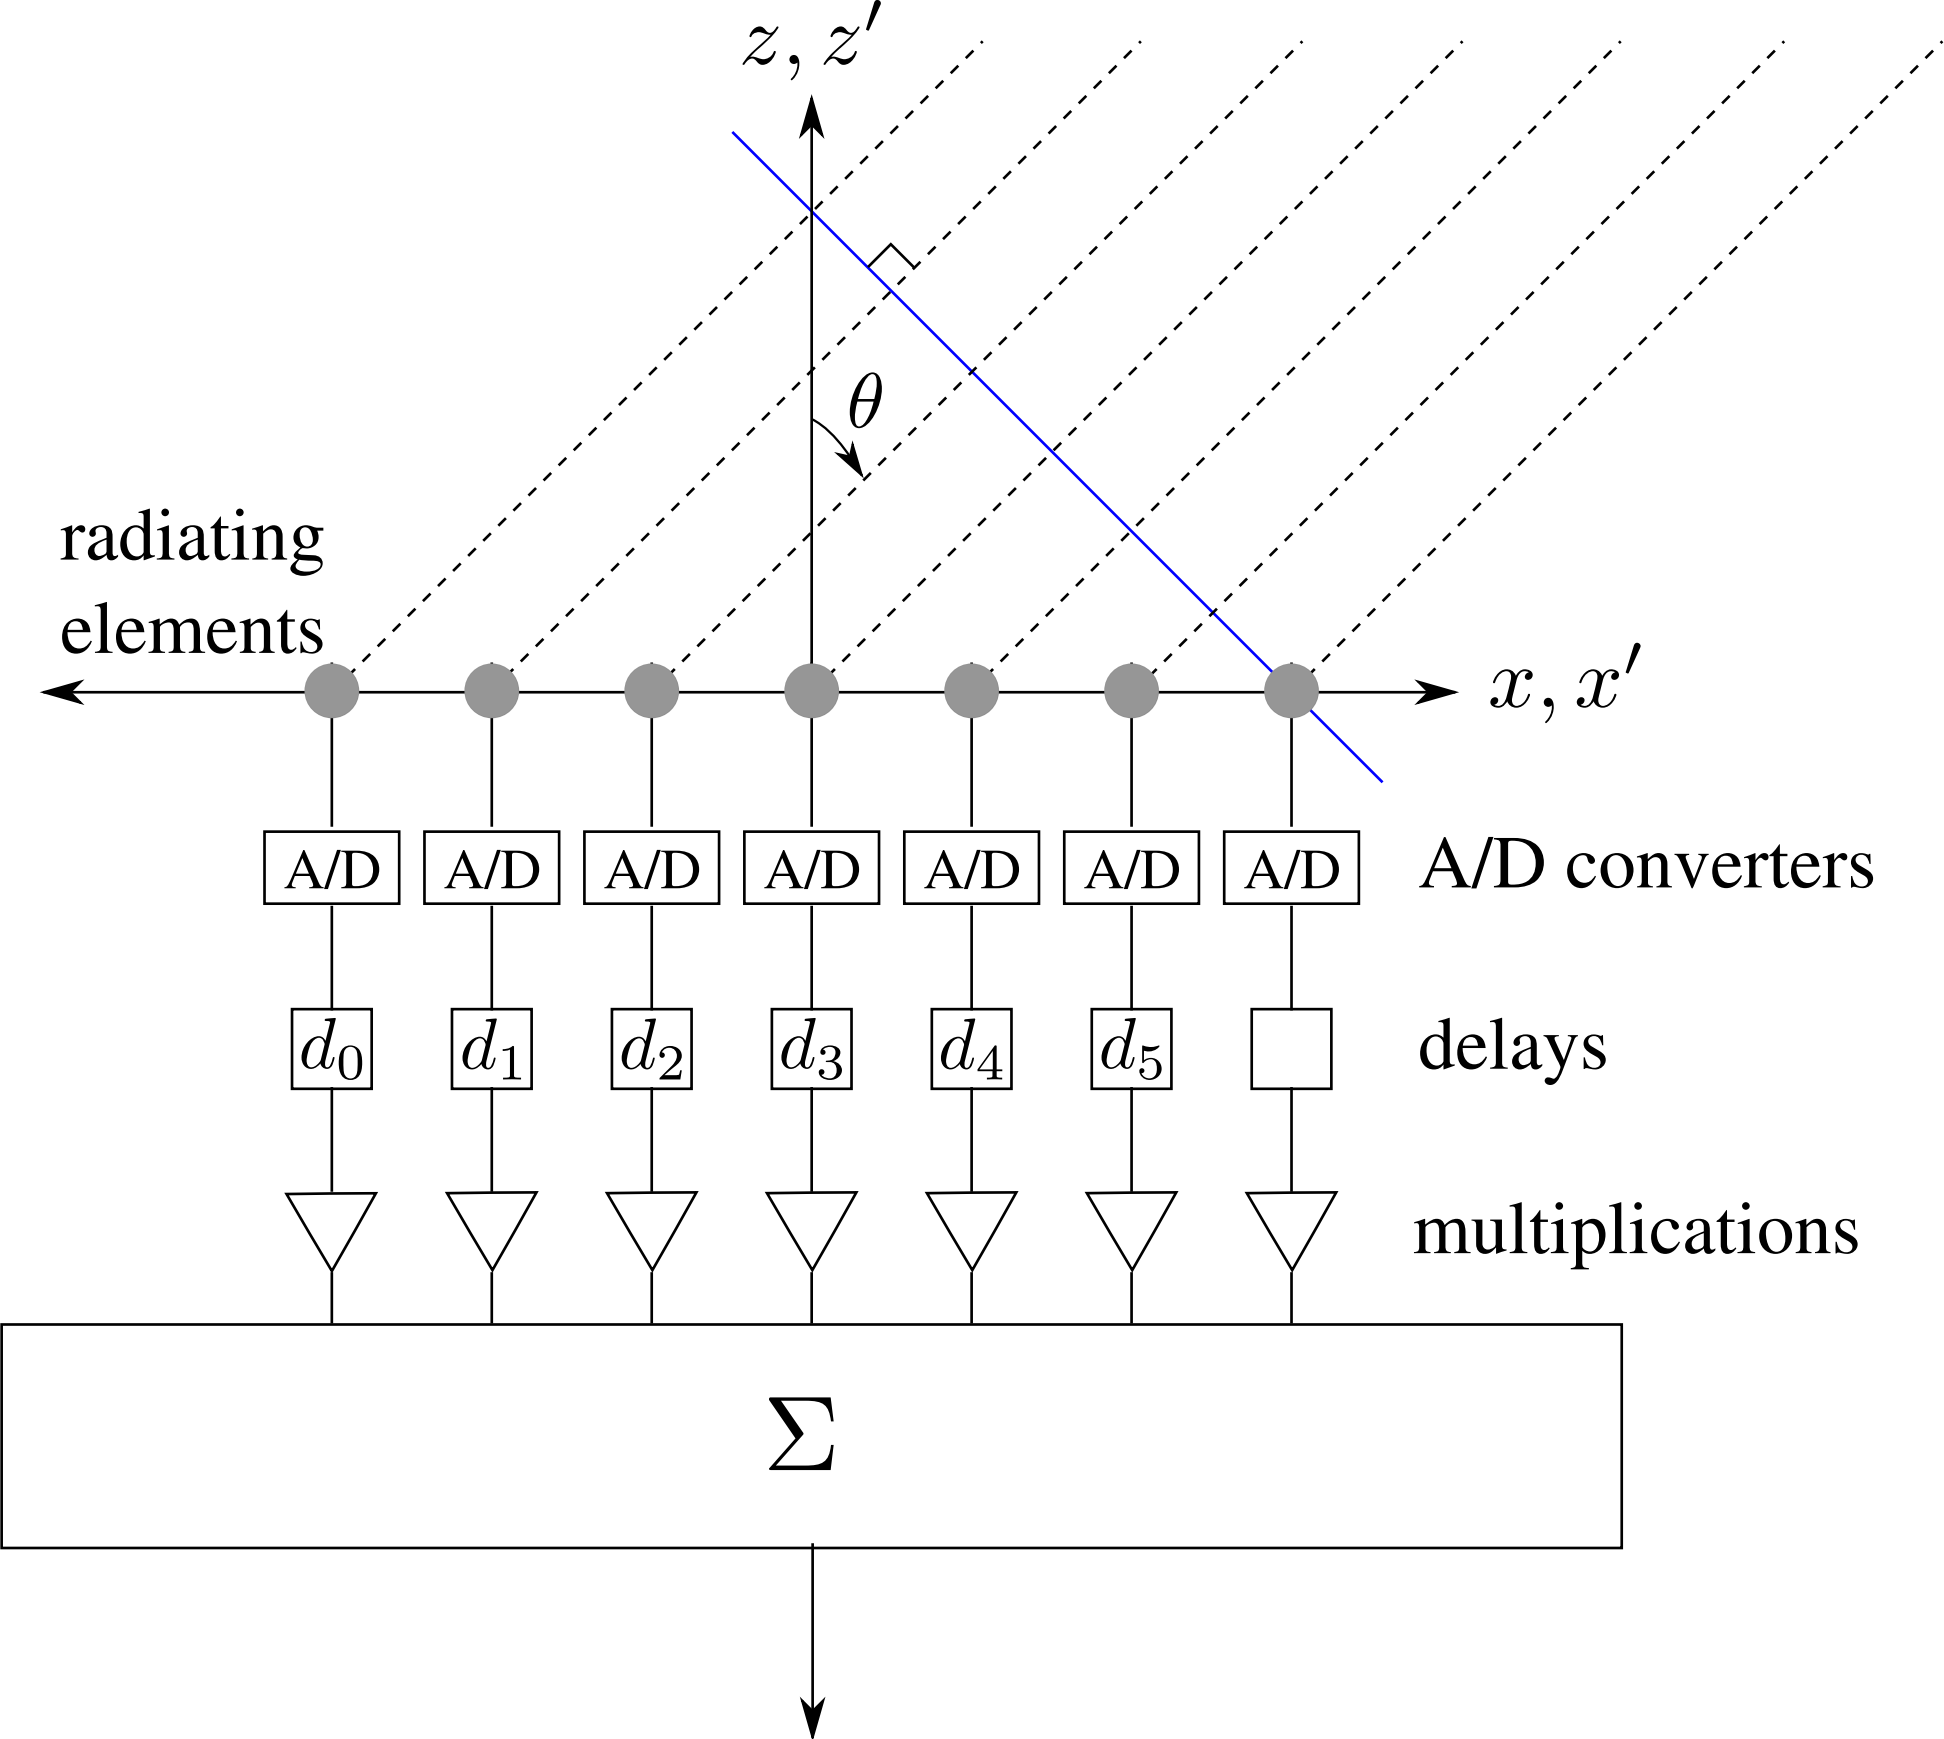 z, z′
θ
radiating
elements
x, x′
A/D A/D A/D A/D A/D A/D A/D A/D converters
d₀ d₁ d₂ d₃ d₄ d₅ delays
multiplications
Σ